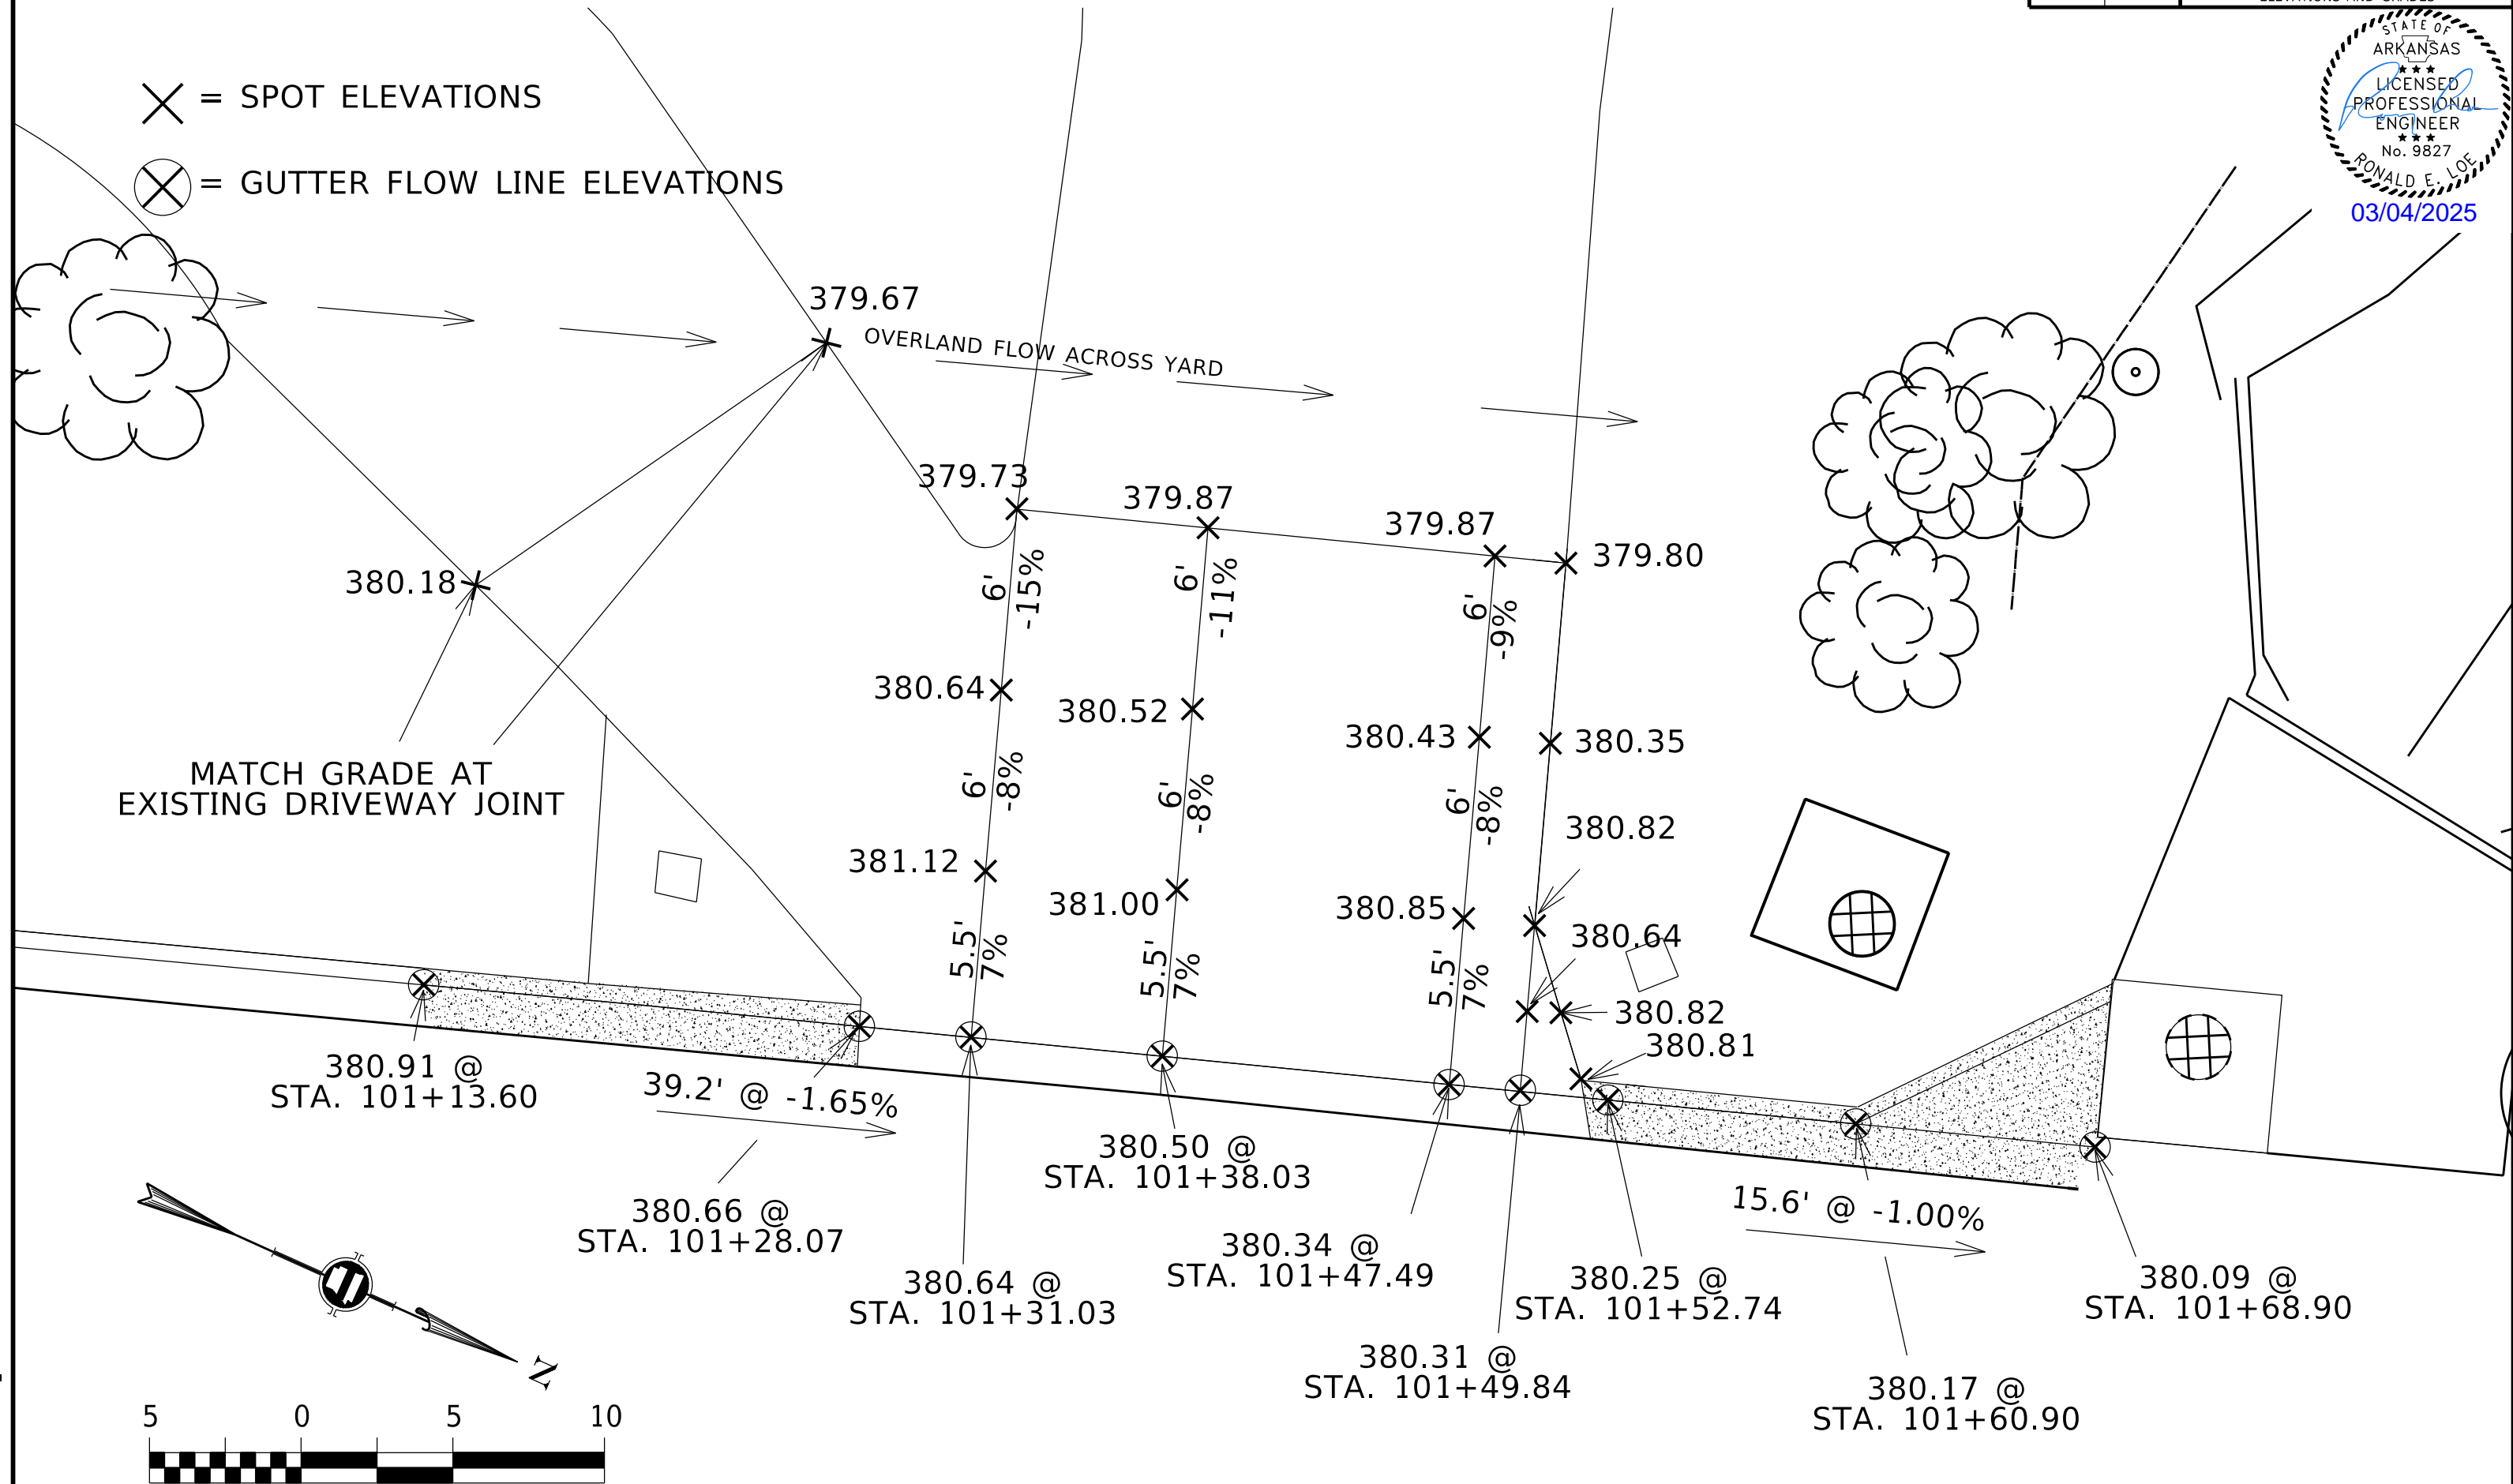 STATE OF
ARKANSAS
LICENSED
PROFESSIONAL
ENGINEER
No. 9827
RONALD E. LOE
03/04/2025
= SPOT ELEVATIONS
= GUTTER FLOW LINE ELEVATIONS
379.67
OVERLAND FLOW ACROSS YARD
379.73
379.87
379.87
379.80
380.18
6'
-15%
6'
-11%
6'
-9%
380.64
380.52
380.43
380.35
MATCH GRADE AT
EXISTING DRIVEWAY JOINT
6'
-8%
6'
-8%
6'
-8%
380.82
381.12
381.00
380.85
380.64
5.5'
7%
5.5'
7%
5.5'
7%
380.82
380.81
380.91 @
STA. 101+13.60
39.2' @ -1.65%
380.50 @
STA. 101+38.03
380.66 @
STA. 101+28.07
15.6' @ -1.00%
380.34 @
STA. 101+47.49
380.64 @
STA. 101+31.03
380.25 @
STA. 101+52.74
380.09 @
STA. 101+68.90
380.31 @
STA. 101+49.84
380.17 @
STA. 101+60.90
N
5 0 5 10